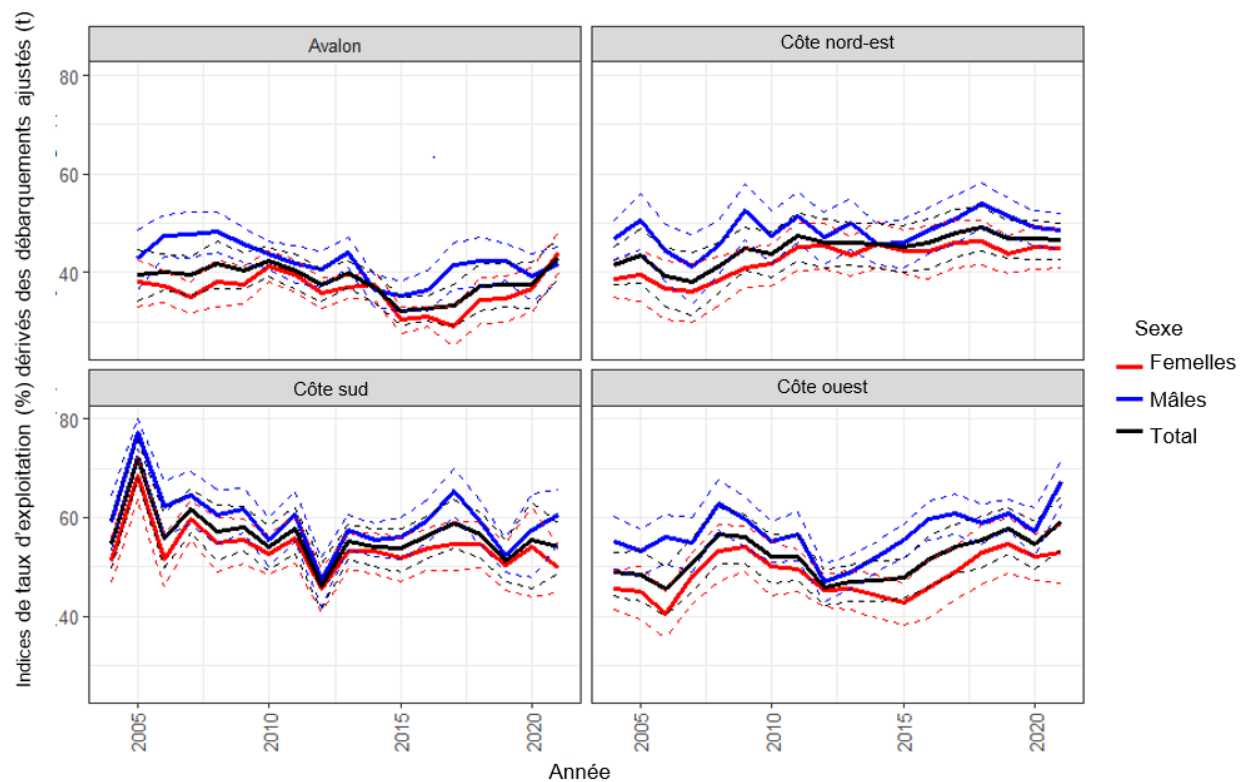 Indices de taux d'exploitation (%) dérivés des débarquements ajustés (t)
Avalon
Côte nord-est
80
60
40
Côte sud
Côte ouest
80
60
40
2005
2010
2015
2020
2005
2010
2015
2020
Année
Sexe
Femelles
Mâles
Total